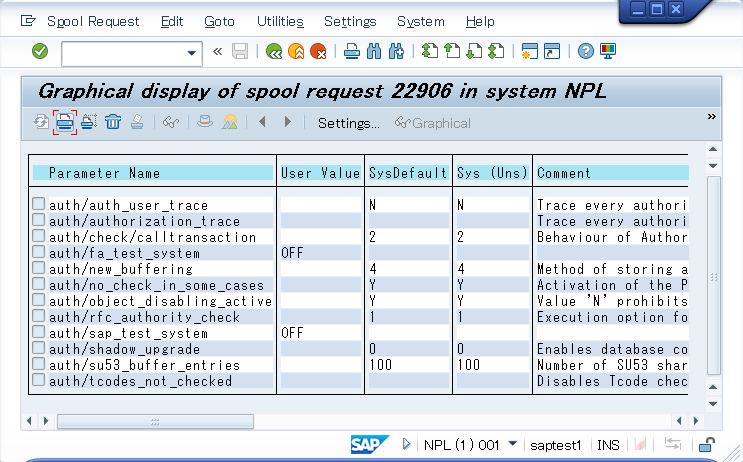 Spool Request Edit Goto Utilities Settings System Help
Graphical display of spool request 22906 in system NPL
Settings... Graphical
Parameter Name User Value SysDefault Sys (Uns) Comment
auth/auth_user_trace N N Trace every authori
auth/authorization_trace Trace every authori
auth/check/calltransaction 2 2 Behaviour of Author
auth/fa_test_system OFF
auth/new_buffering 4 4 Method of storing a
auth/no_check_in_some_cases Y Y Activation of the P
auth/object_disabling_active Y Y Value 'N' prohibits
auth/rfc_authority_check 1 1 Execution option fo
auth/sap_test_system OFF
auth/shadow_upgrade 0 0 Enables database co
auth/su53_buffer_entries 100 100 Number of SU53 shar
auth/tcodes_not_checked Disables Tcode chec
SAP NPL (1) 001 saptest1 INS